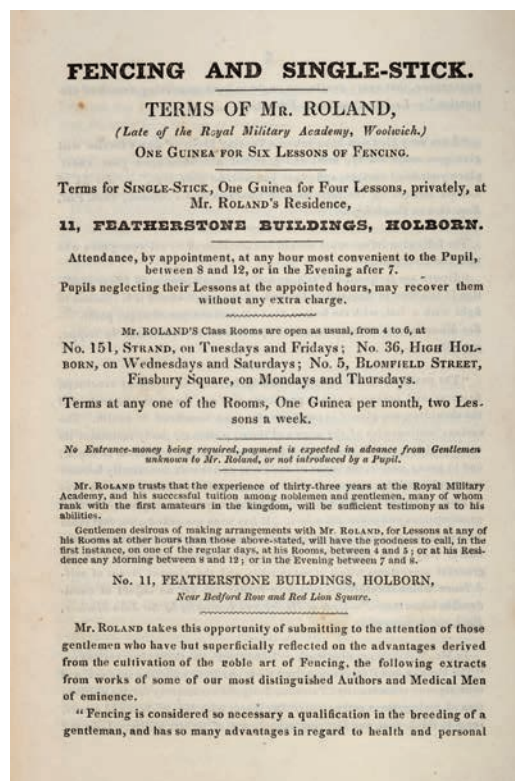 FENCING AND SINGLE-STICK.
TERMS OF MR. ROLAND,
(Late of the Royal Military Academy, Woolwich.)
ONE GUINEA FOR SIX LESSONS OF FENCING.
Terms for SINGLE-STICK, One Guinea for Four Lessons, privately, at
Mr. ROLAND's Residence,
11, FEATHERSTONE BUILDINGS, HOLBORN.
Attendance, by appointment, at any hour most convenient to the Pupil,
between 8 and 12, or in the Evening after 7.
Pupils neglecting their Lessons at the appointed hours, may recover them
without any extra charge.
Mr. ROLAND'S Class Rooms are open as usual, from 4 to 6, at
No. 151, STRAND, on Tuesdays and Fridays; No. 36, HIGH HOL-
BORN, on Wednesdays and Saturdays; No. 5, BLOMFIELD STREET,
Finsbury Square, on Mondays and Thursdays.
Terms at any one of the Rooms, One Guinea per month, two Les-
sons a week.
No Entrance-money being required, payment is expected in advance from Gentlemen
unknown to Mr. Roland, or not introduced by a Pupil.
Mr. ROLAND trusts that the experience of thirty-three years at the Royal Military
Academy, and his successful tuition among noblemen and gentlemen, many of whom
rank with the first amateurs in the kingdom, will be sufficient testimony as to his
abilities.
Gentlemen desirous of making arrangements with Mr. ROLAND, for Lessons at any of
his Rooms at other hours than those above-stated, will have the goodness to call, in the
first instance, on one of the regular days, at his Rooms, between 4 and 5; or at his Resi-
dence any Morning between 8 and 12; or in the Evening between 7 and 8.
No. 11, FEATHERSTONE BUILDINGS, HOLBORN,
Near Bedford Row and Red Lion Square.
Mr. ROLAND takes this opportunity of submitting to the attention of those
gentlemen who have but superficially reflected on the advantages derived
from the cultivation of the noble art of Fencing, the following extracts
from works of some of our most distinguished Authors and Medical Men
of eminence.
"Fencing is considered so necessary a qualification in the breeding of a
gentleman, and has so many advantages in regard to health and personal